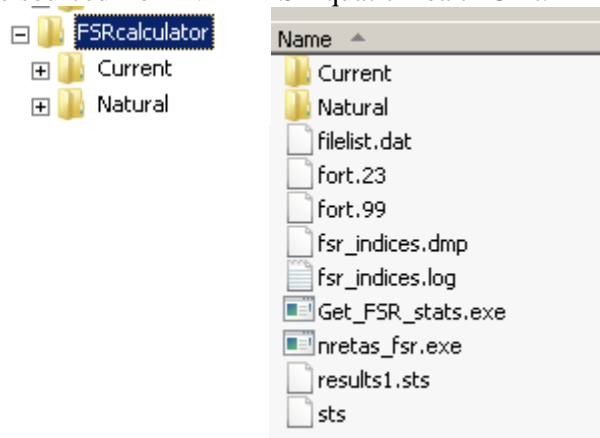 FSRcalculator
Current
Natural
Name
Current
Natural
filelist.dat
fort.23
fort.99
fsr_indices.dmp
fsr_indices.log
Get_FSR_stats.exe
nretas_fsr.exe
results1.sts
sts